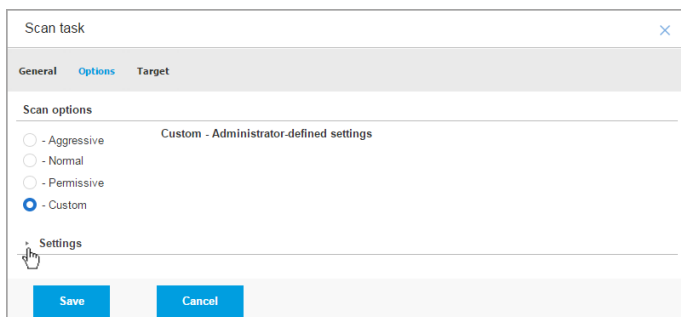 Scan task
General Options Target
Scan options
Custom - Administrator-defined settings
- Aggressive
- Normal
- Permissive
- Custom
Settings
Save Cancel